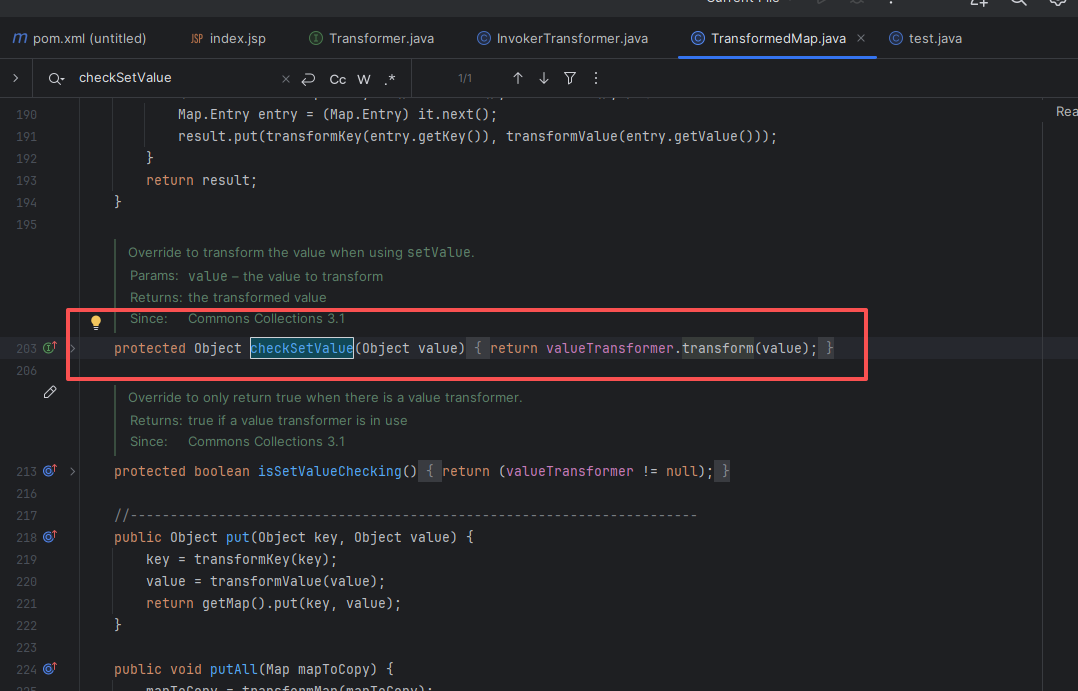 Current File
pom.xml (untitled) index.jsp Transformer.java InvokerTransformer.java TransformedMap.java test.java
checkSetValue Cc W .* 1/1
Rea
190 Map.Entry entry = (Map.Entry) it.next();
191 result.put(transformKey(entry.getKey()), transformValue(entry.getValue()));
192 }
193 return result;
194 }
195
Override to transform the value when using setValue.
Params: value – the value to transform
Returns: the transformed value
Since: Commons Collections 3.1
203 protected Object checkSetValue(Object value) { return valueTransformer.transform(value); }
206
Override to only return true when there is a value transformer.
Returns: true if a value transformer is in use
Since: Commons Collections 3.1
213 protected boolean isSetValueChecking() { return (valueTransformer != null); }
216
217 //-----------------------------------------------------------------------
218 public Object put(Object key, Object value) {
219 key = transformKey(key);
220 value = transformValue(value);
221 return getMap().put(key, value);
222 }
223
224 public void putAll(Map mapToCopy) {
225 mapToCopy = transformMap(mapToCopy);